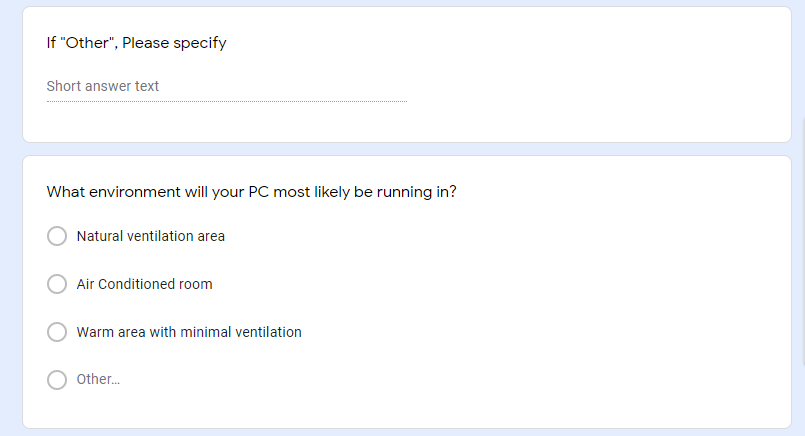 If "Other", Please specify
Short answer text
What environment will your PC most likely be running in?
Natural ventilation area
Air Conditioned room
Warm area with minimal ventilation
Other...